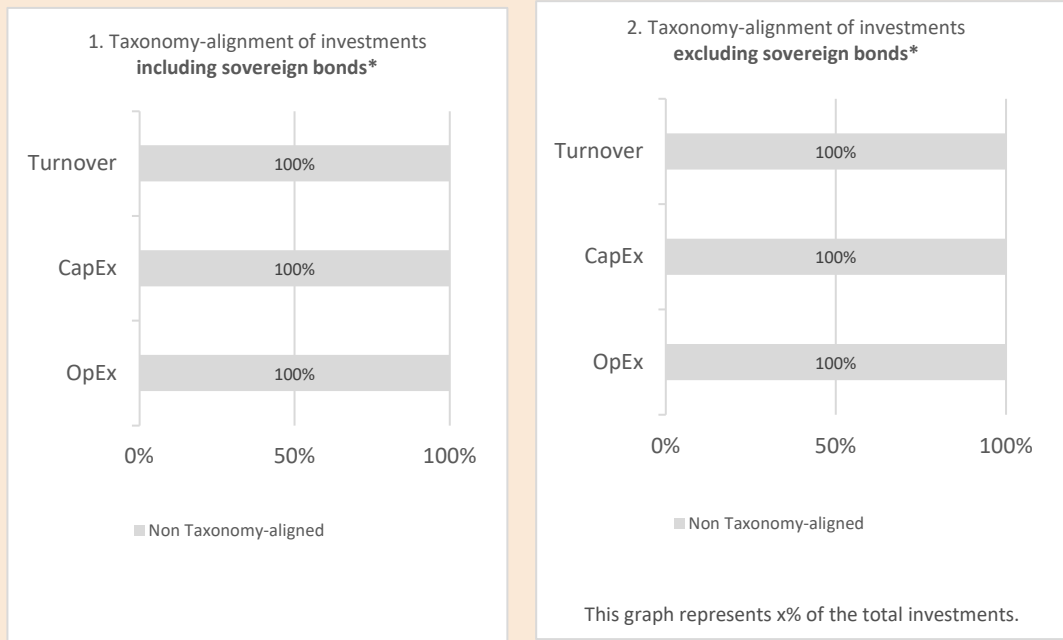 1. Taxonomy-alignment of investments
including sovereign bonds*
Turnover
100%
CapEx
100%
OpEx
100%
0% 50% 100%
Non Taxonomy-aligned
2. Taxonomy-alignment of investments
excluding sovereign bonds*
Turnover
100%
CapEx
100%
OpEx
100%
0% 50% 100%
Non Taxonomy-aligned
This graph represents x% of the total investments.